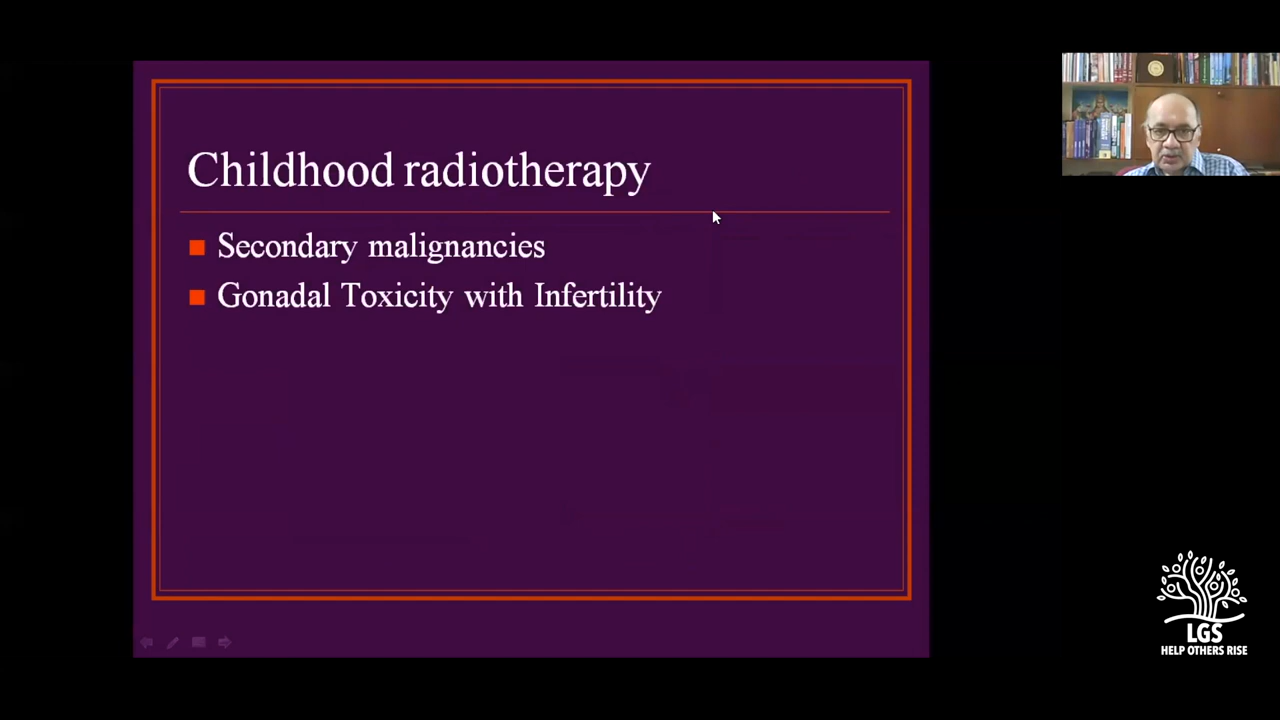 Childhood radiotherapy
Secondary malignancies
Gonadal Toxicity with Infertility
LGS
HELP OTHERS RISE